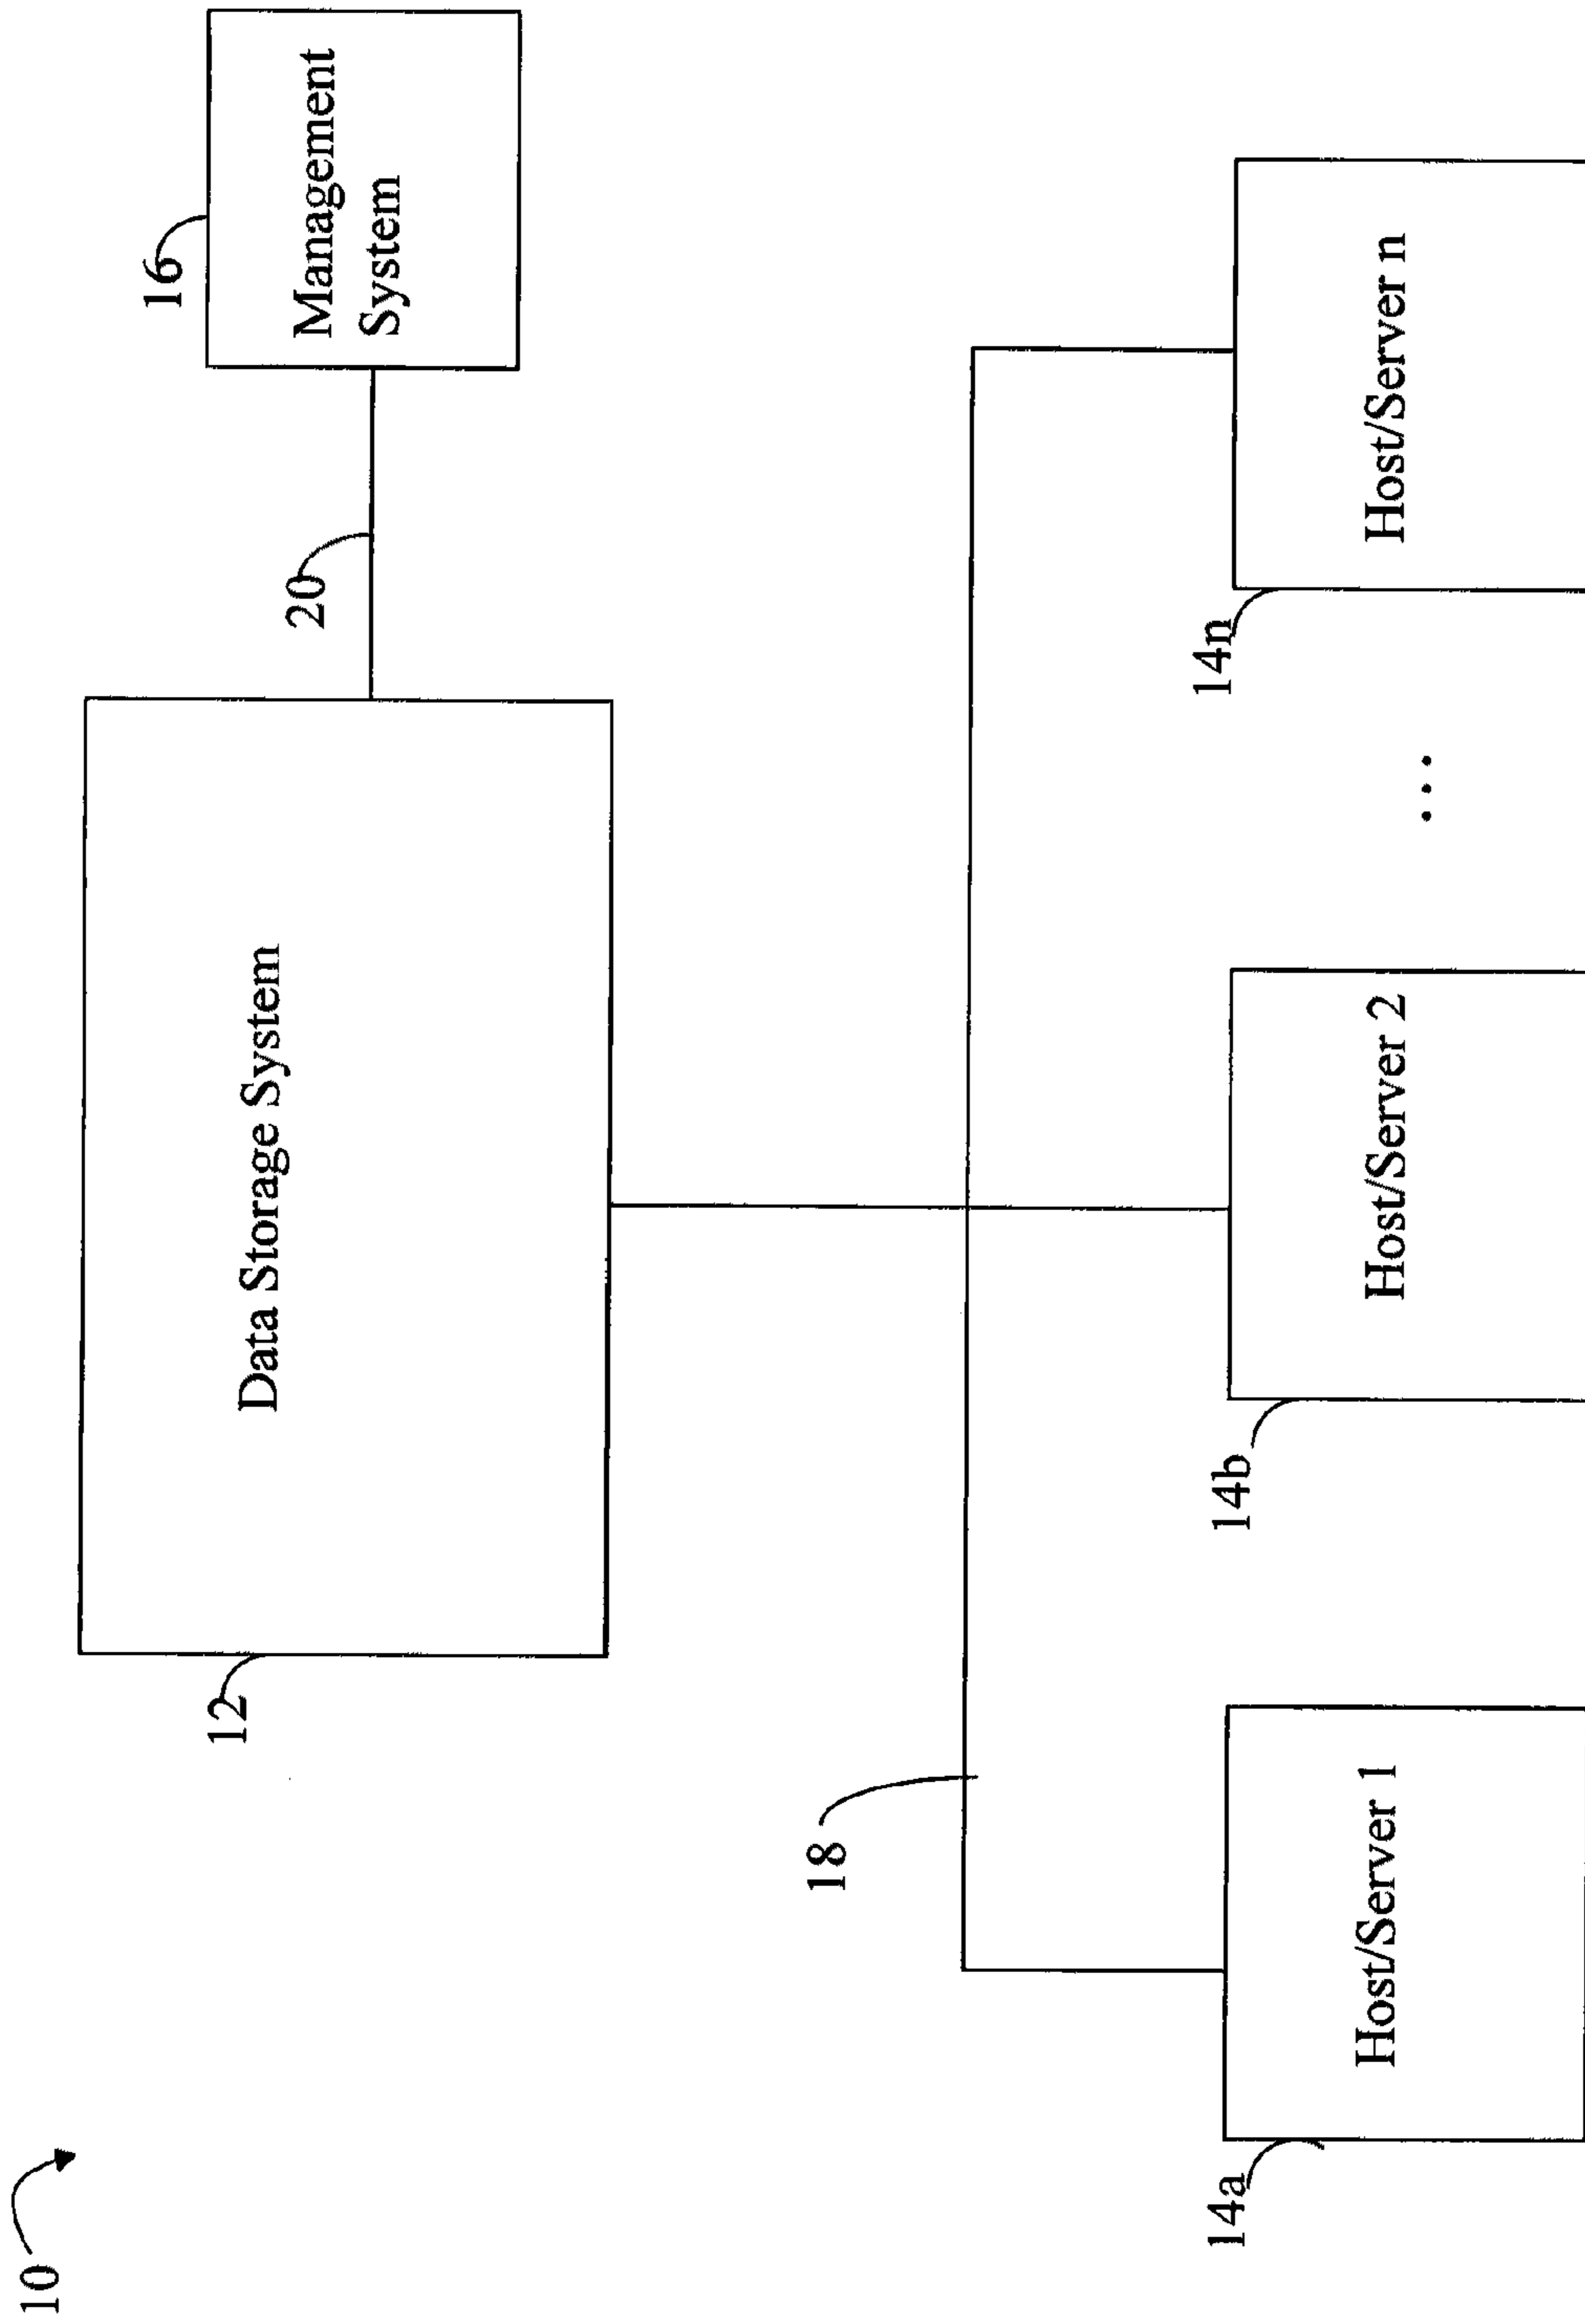 10
12
Data Storage System
20
16
Management
System
18
14a
Host/Server 1
14b
Host/Server 2
...
14n
Host/Server n